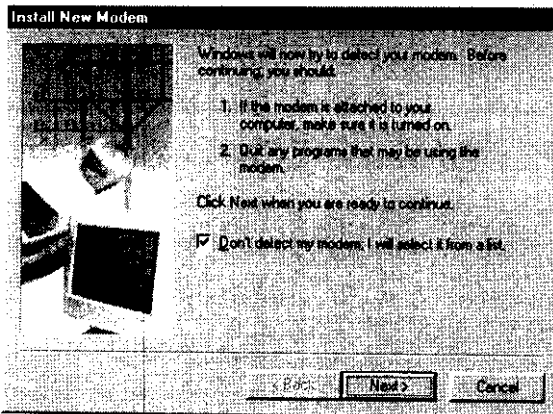 Install New Modem
Windows will now try to detect your modem. Before
continuing, you should:
1. If the modem is attached to your
computer, make sure it is turned on.
2. Quit any programs that may be using the
modem.
Click Next when you are ready to continue.
Don't detect my modem; I will select it from a list.
< Back
Next >
Cancel